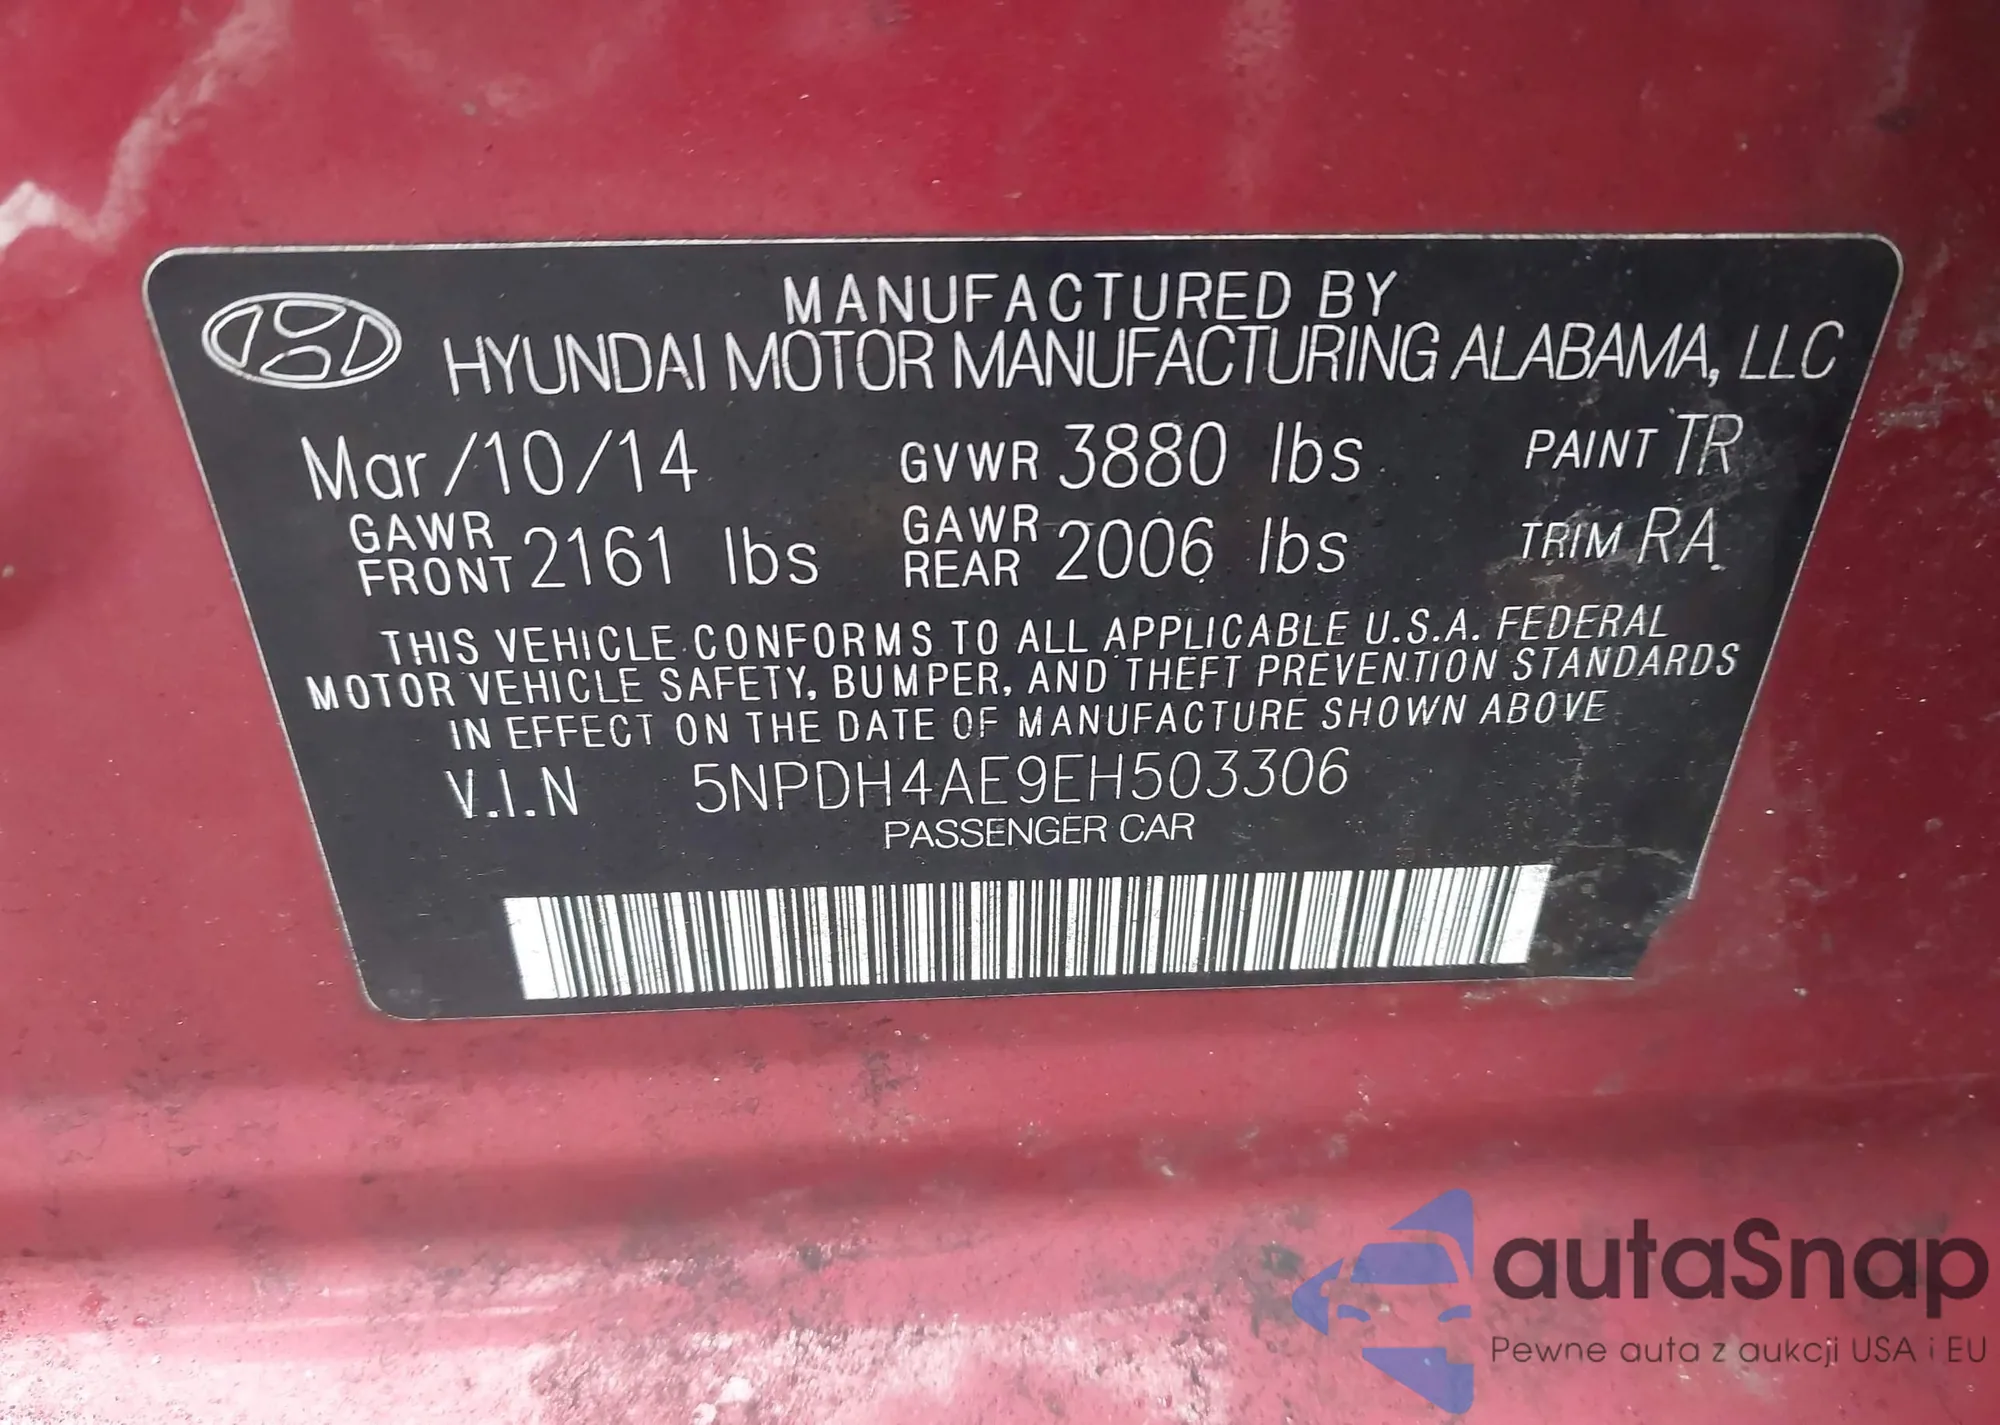 MANUFACTURED BY
HYUNDAI MOTOR MANUFACTURING ALABAMA, LLC
Mar/10/14 GVWR 3880 lbs PAINT TR
GAWR FRONT 2161 lbs GAWR REAR 2006 lbs TRIM RA
THIS VEHICLE CONFORMS TO ALL APPLICABLE U.S.A. FEDERAL
MOTOR VEHICLE SAFETY, BUMPER, AND THEFT PREVENTION STANDARDS
IN EFFECT ON THE DATE OF MANUFACTURE SHOWN ABOVE
V.I.N 5NPDH4AE9EH503306
PASSENGER CAR
autaSnap
Pewne auta z aukcji USA i EU